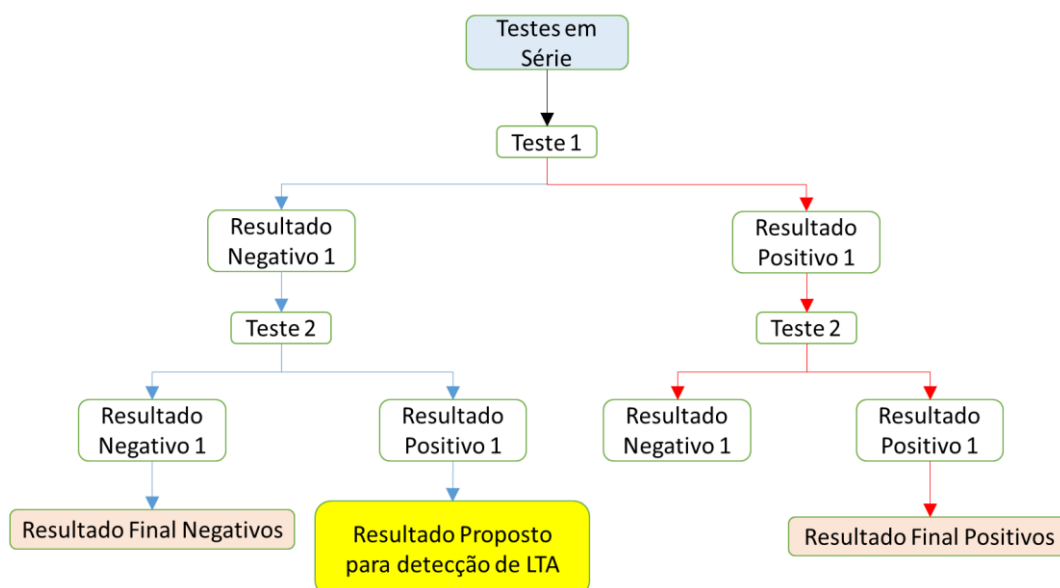 Testes em
Série
Teste 1
Resultado
Negativo 1
Resultado
Positivo 1
Teste 2
Teste 2
Resultado
Negativo 1
Resultado
Positivo 1
Resultado
Negativo 1
Resultado
Positivo 1
Resultado Final Negativos
Resultado Proposto
para detecção de LTA
Resultado Final Positivos